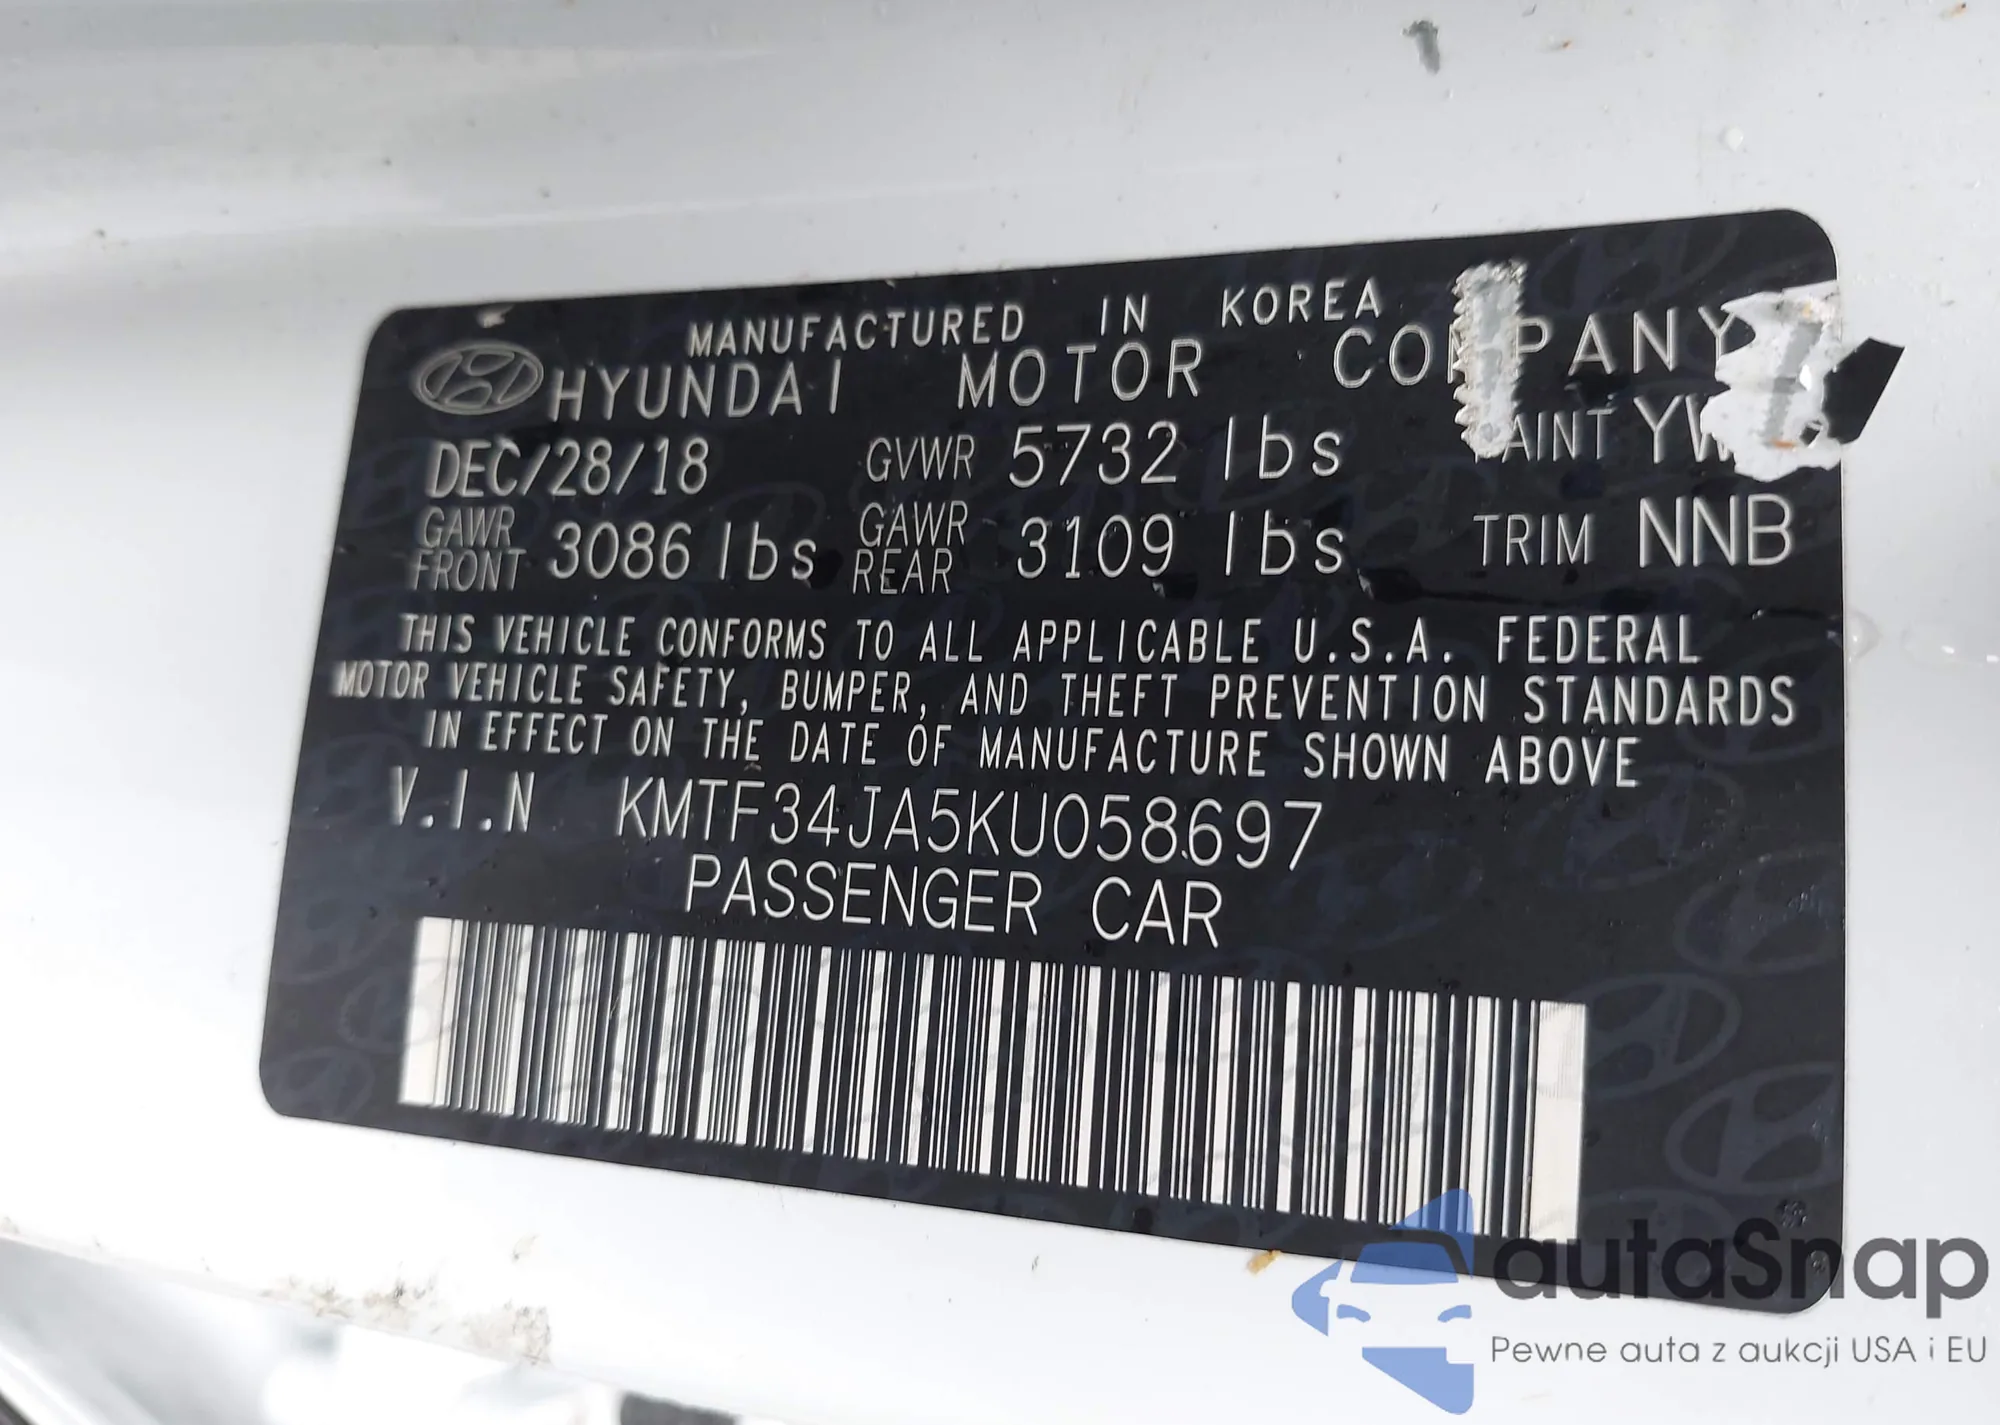 MANUFACTURED IN KOREA
HYUNDAI MOTOR COMPANY
DEC/28/18 GVWR 5732 lbs PAINT
GAWR FRONT 3086 lbs GAWR REAR 3109 lbs TRIM NNB
THIS VEHICLE CONFORMS TO ALL APPLICABLE U.S.A. FEDERAL
MOTOR VEHICLE SAFETY, BUMPER, AND THEFT PREVENTION STANDARDS
IN EFFECT ON THE DATE OF MANUFACTURE SHOWN ABOVE
V.I.N KMTF34JA5KU058697
PASSENGER CAR
autaSnap
Pewne auta z aukcji USA i EU